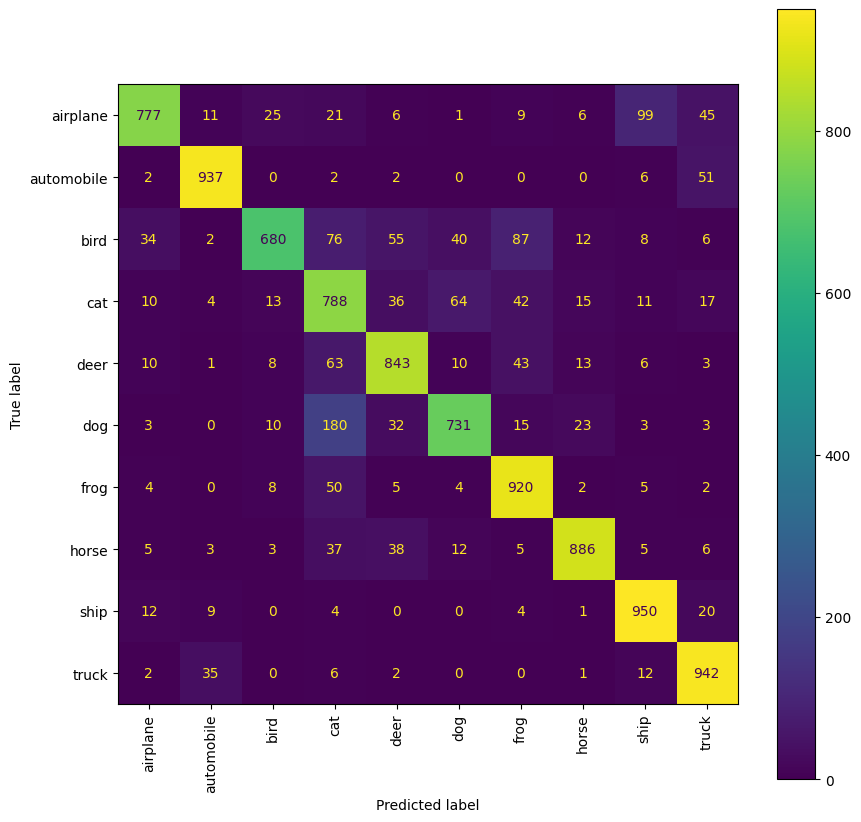 airplane 777 11 25 21 6 1 9 6 99 45
automobile 2 937 0 2 2 0 0 0 6 51
bird 34 2 680 76 55 40 87 12 8 6
cat 10 4 13 788 36 64 42 15 11 17
deer 10 1 8 63 843 10 43 13 6 3
dog 3 0 10 180 32 731 15 23 3 3
frog 4 0 8 50 5 4 920 2 5 2
horse 5 3 3 37 38 12 5 886 5 6
ship 12 9 0 4 0 0 4 1 950 20
truck 2 35 0 6 2 0 0 1 12 942
airplane automobile bird cat deer dog frog horse ship truck
Predicted label
True label
800
600
400
200
0